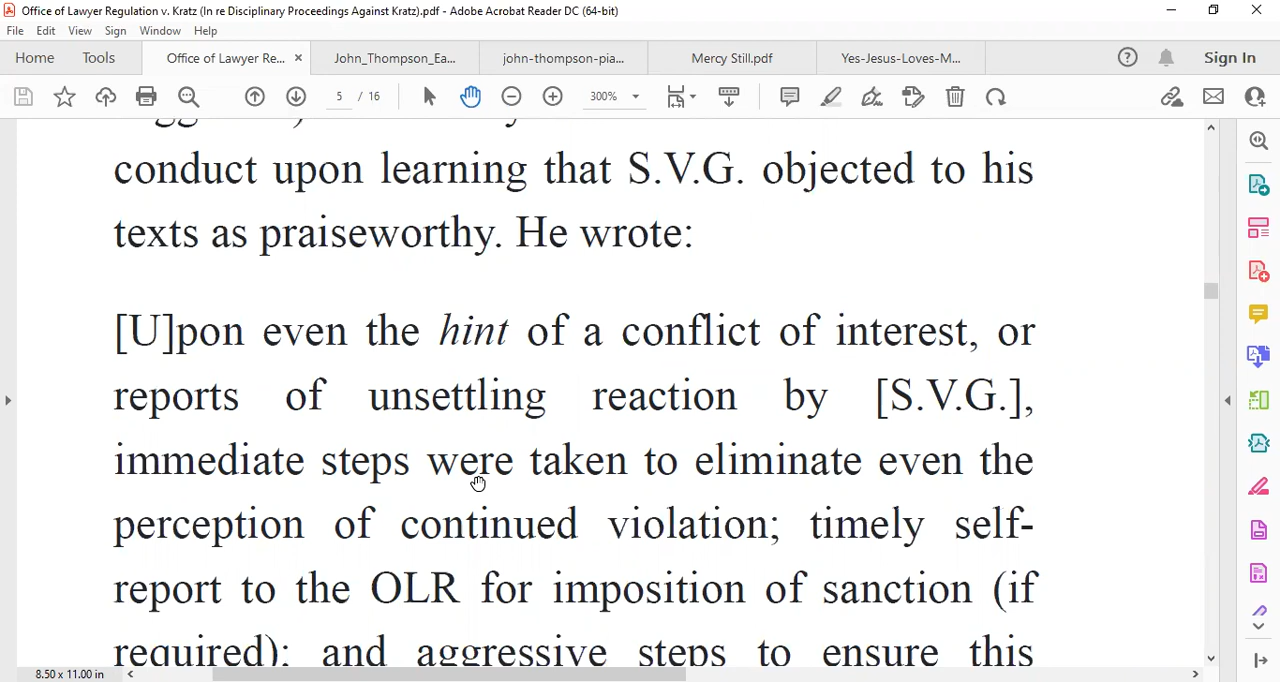 Office of Lawyer Regulation v. Kratz (In re Disciplinary Proceedings Against Kratz).pdf - Adobe Acrobat Reader DC (64-bit)
File Edit View Sign Window Help
Home Tools Office of Lawyer Re... × John_Thompson_Ea... john-thompson-pia... Mercy Still.pdf Yes-Jesus-Loves-M... Sign In
5 / 16 300%
conduct upon learning that S.V.G. objected to his
texts as praiseworthy. He wrote:
[U]pon even the hint of a conflict of interest, or
reports of unsettling reaction by [S.V.G.],
immediate steps were taken to eliminate even the
perception of continued violation; timely self-
report to the OLR for imposition of sanction (if
required); and aggressive steps to ensure this
8.50 x 11.00 in